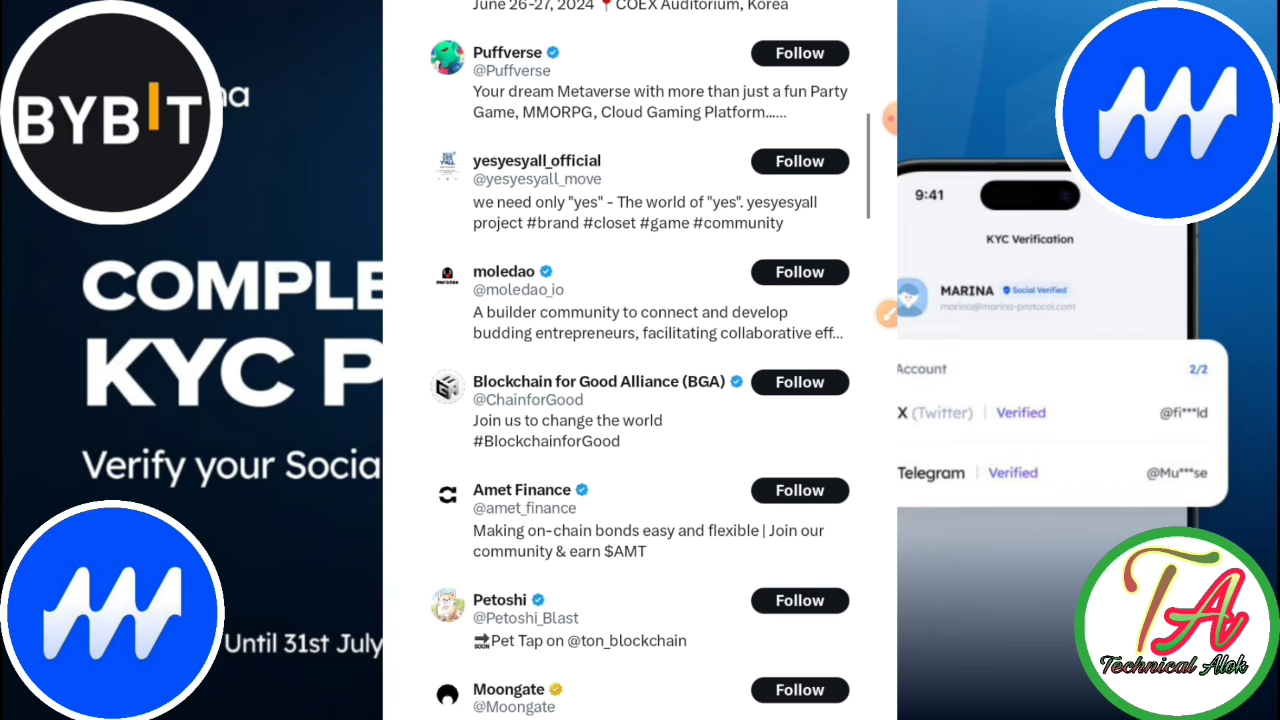 BYBIT
na
COMPLE
KYC P
Verify your Socia
Until 31st July
June 26-27, 2024 📍COEX Auditorium, Korea
Puffverse
Follow
@Puffverse
Your dream Metaverse with more than just a fun Party
Game, MMORPG, Cloud Gaming Platform......
yesyesyall_official
Follow
@yesyesyall_move
we need only "yes" - The world of "yes". yesyesyall
project #brand #closet #game #community
moledao
Follow
@moledao_io
A builder community to connect and develop
budding entrepreneurs, facilitating collaborative eff...
Blockchain for Good Alliance (BGA)
Follow
@ChainforGood
Join us to change the world
#BlockchainforGood
Amet Finance
Follow
@amet_finance
Making on-chain bonds easy and flexible | Join our
community & earn $AMT
Petoshi
Follow
@Petoshi_Blast
🔜Pet Tap on @ton_blockchain
Moongate
Follow
@Moongate
9:41
KYC Verification
MARINA Social Verified
marina@marina-protocol.com
Account 2/2
X (Twitter) | Verified @fi***ld
Telegram | Verified @Mu***se
TA
Technical Alok